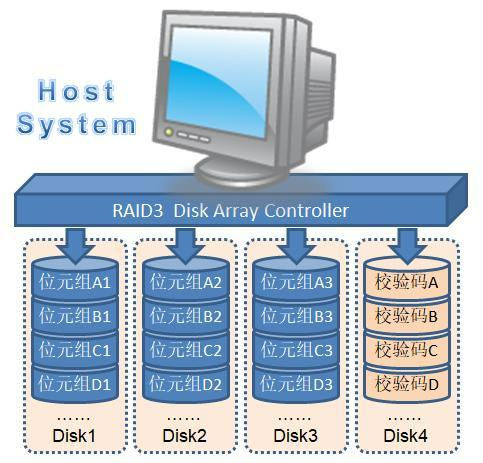 Host
System
RAID3 Disk Array Controller
位元组A1 位元组A2 位元组A3 校验码A
位元组B1 位元组B2 位元组B3 校验码B
位元组C1 位元组C2 位元组C3 校验码C
位元组D1 位元组D2 位元组D3 校验码D
…… …… …… ……
Disk1 Disk2 Disk3 Disk4